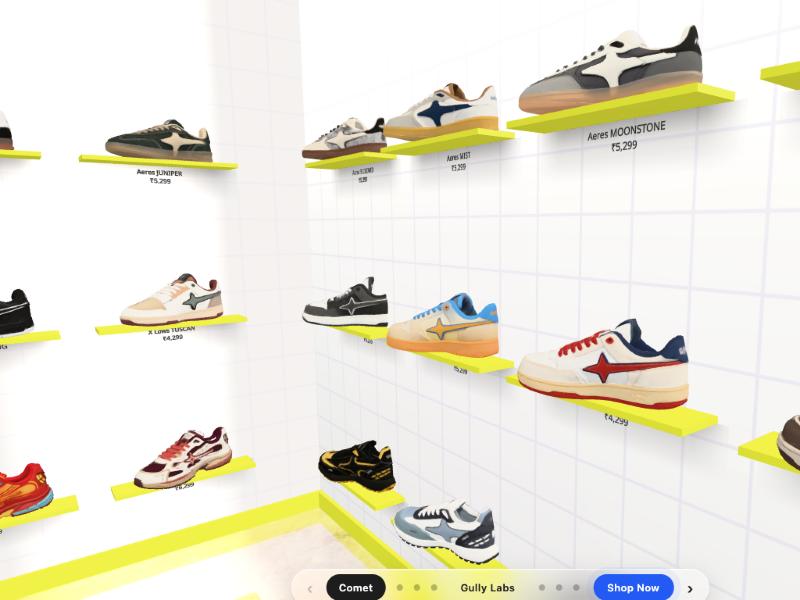 Aeres JUNIPER
₹5,299
Aeres MIST
₹5,299
Aeres MOONSTONE
₹5,299
X Lows TUSCAN
₹4,299
₹4,299
Comet
Gully Labs
Shop Now